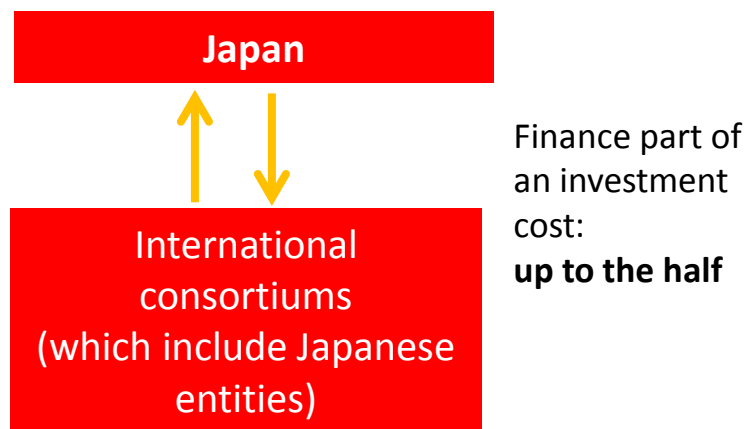 Japan
Finance part of
an investment
cost:
up to the half
International
consortiums
(which include Japanese
entities)